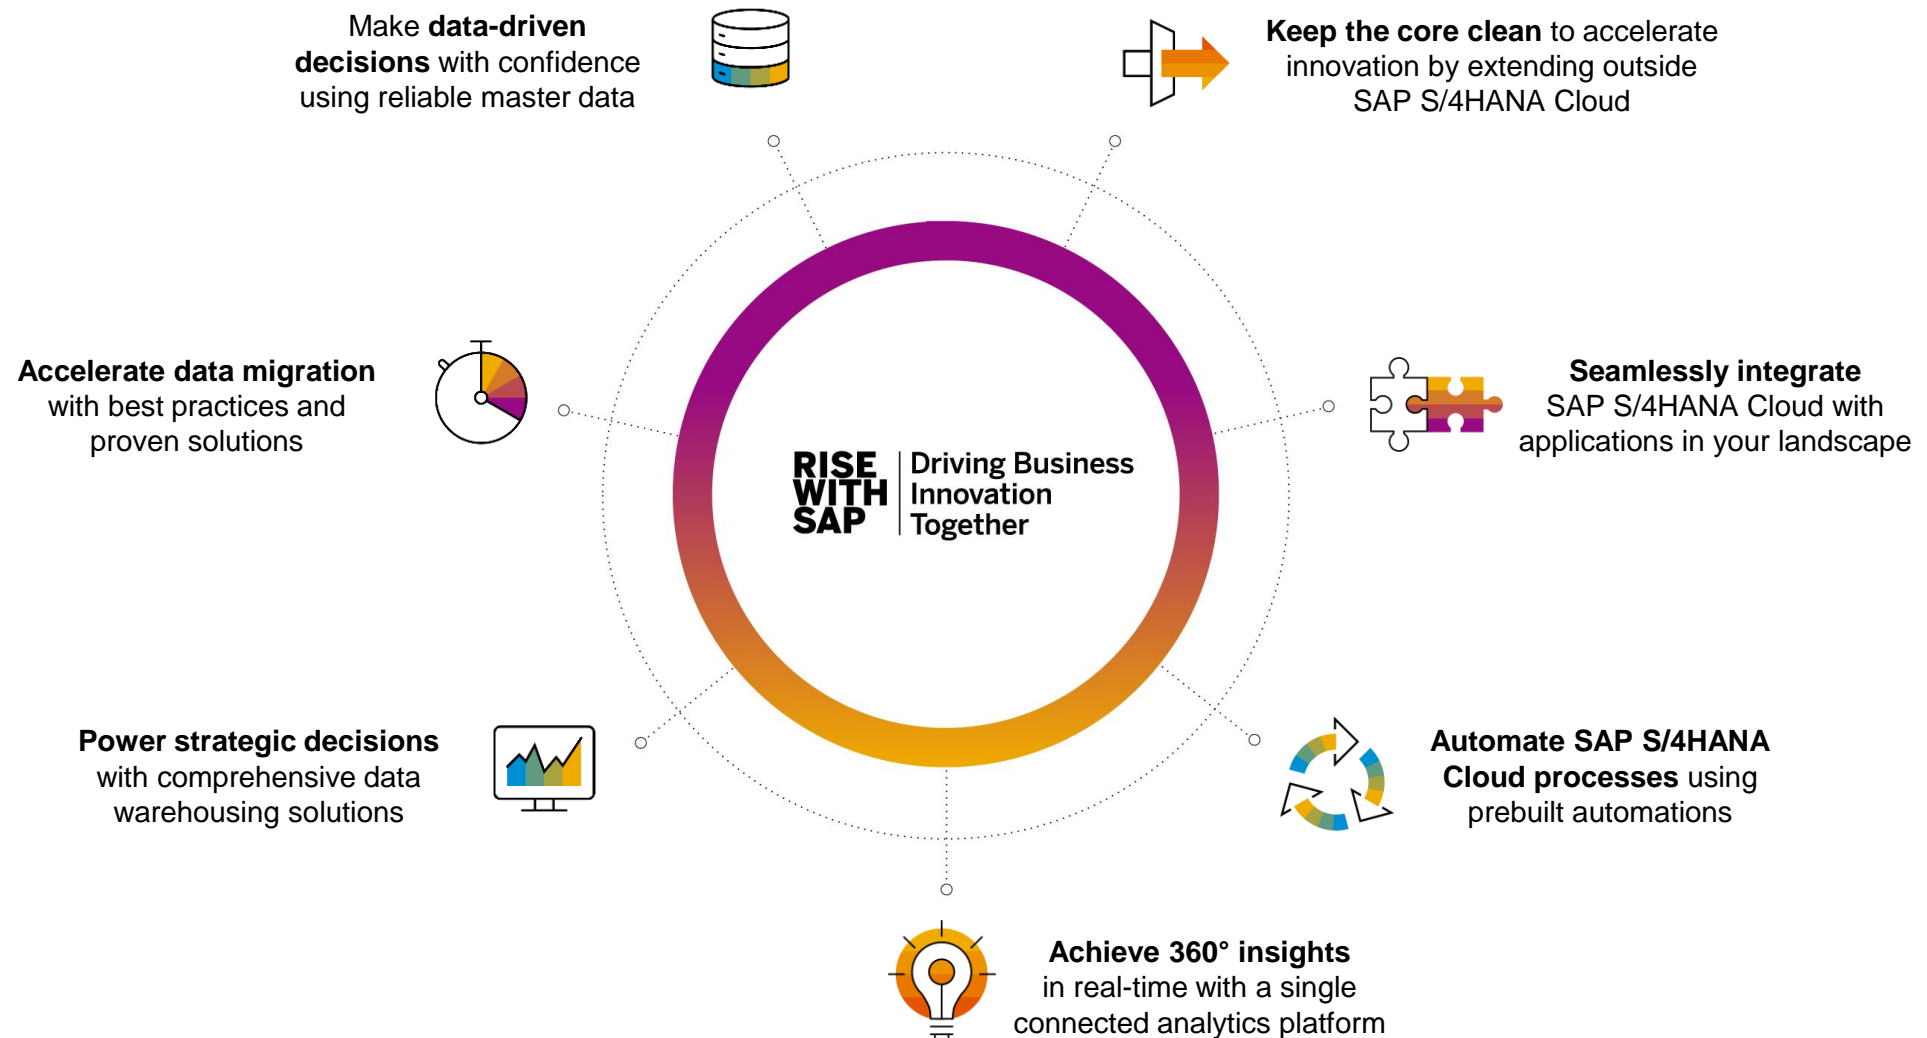 Make data-driven
decisions with confidence
using reliable master data
Keep the core clean to accelerate
innovation by extending outside
SAP S/4HANA Cloud
Accelerate data migration
with best practices and
proven solutions
Seamlessly integrate
SAP S/4HANA Cloud with
applications in your landscape
RISE
WITH
SAP
Driving Business
Innovation
Together
Power strategic decisions
with comprehensive data
warehousing solutions
Automate SAP S/4HANA
Cloud processes using
prebuilt automations
Achieve 360° insights
in real-time with a single
connected analytics platform